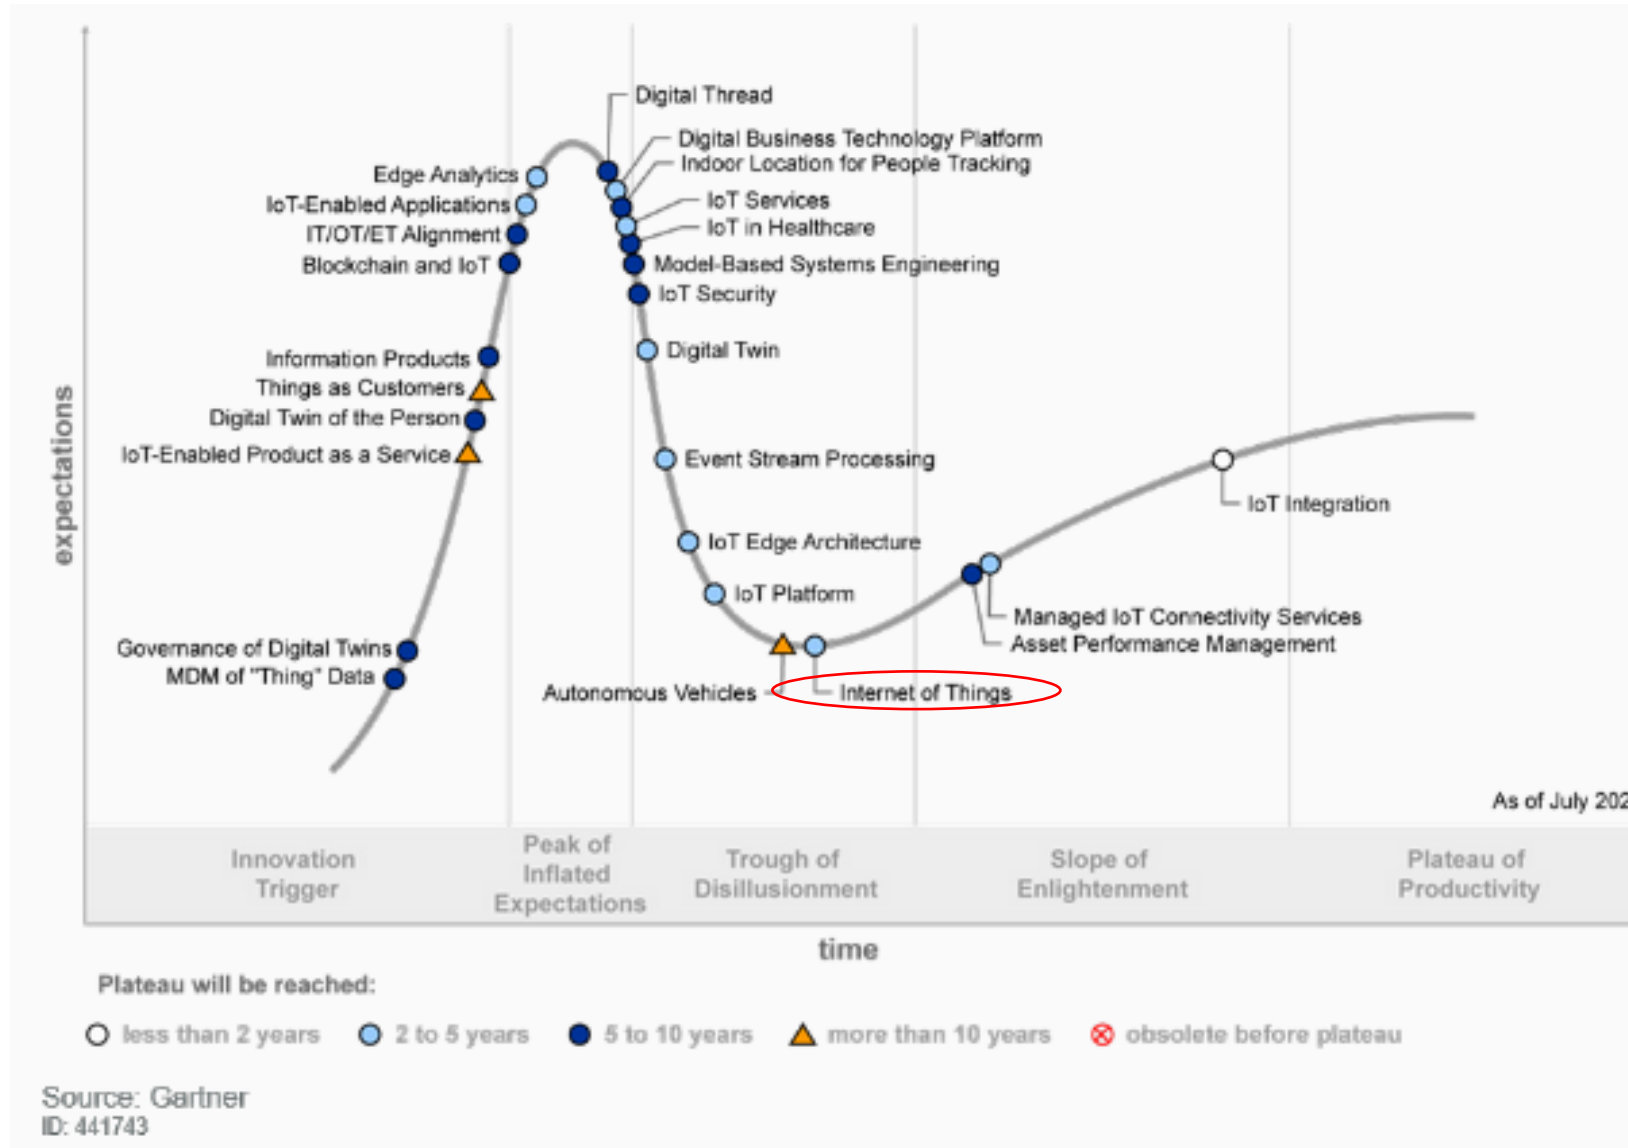 Digital Thread
Digital Business Technology Platform
Indoor Location for People Tracking
Edge Analytics
IoT-Enabled Applications
IoT Services
IT/OT/ET Alignment
IoT in Healthcare
Blockchain and IoT
Model-Based Systems Engineering
IoT Security
Digital Twin
Information Products
Things as Customers
Digital Twin of the Person
IoT-Enabled Product as a Service
Event Stream Processing
IoT Integration
IoT Edge Architecture
IoT Platform
Managed IoT Connectivity Services
Asset Performance Management
Governance of Digital Twins
MDM of "Thing" Data
Autonomous Vehicles
Internet of Things
expectations
As of July 202
Innovation
Trigger
Peak of
Inflated
Expectations
Trough of
Disillusionment
Slope of
Enlightenment
Plateau of
Productivity
time
Plateau will be reached:
less than 2 years
2 to 5 years
5 to 10 years
more than 10 years
obsolete before plateau
Source: Gartner
ID: 441743